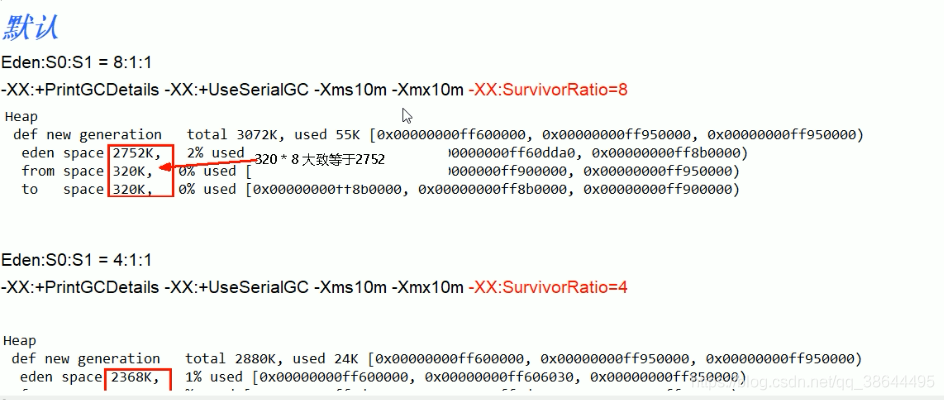 默认
Eden:S0:S1 = 8:1:1
-XX:+PrintGCDetails -XX:+UseSerialGC -Xms10m -Xmx10m -XX:SurvivorRatio=8
Heap
def new generation total 3072K, used 55K [0x00000000ff600000, 0x00000000ff950000, 0x00000000ff950000)
eden space 2752K, 2% used 320 * 8 大致等于2752 0000000ff60dda0, 0x00000000ff8b0000)
from space 320K, 0% used [ 000000ff900000, 0x00000000ff950000)
to space 320K, 0% used [0x00000000ff8b0000, 0x00000000ff8b0000, 0x00000000ff900000)
Eden:S0:S1 = 4:1:1
-XX:+PrintGCDetails -XX:+UseSerialGC -Xms10m -Xmx10m -XX:SurvivorRatio=4
Heap
def new generation total 2880K, used 24K [0x00000000ff600000, 0x00000000ff950000, 0x00000000ff950000)
eden space 2368K, 1% used [0x00000000ff600000, 0x00000000ff606030, 0x00000000ff850000)
https://blog.csdn.net/qq_38644495